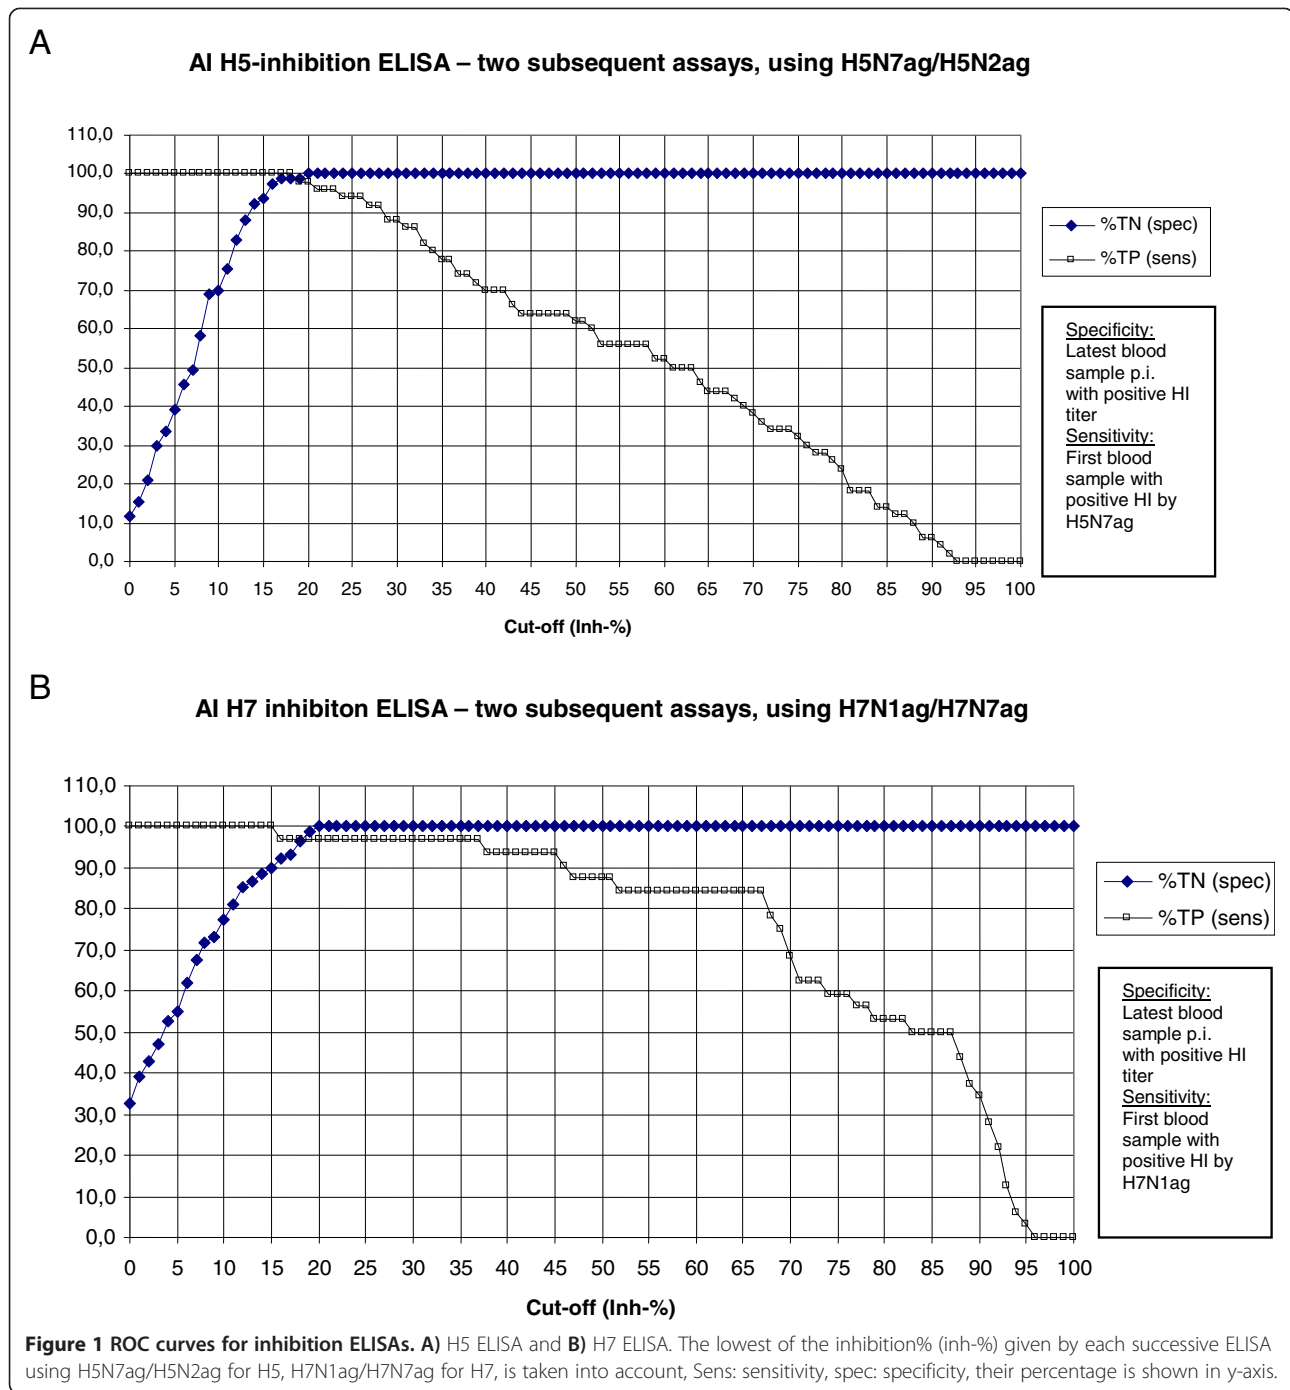 A
AI H5-inhibition ELISA – two subsequent assays, using H5N7ag/H5N2ag
110,0
100,0
90,0
80,0
70,0
60,0
50,0
40,0
30,0
20,0
10,0
0,0
0 5 10 15 20 25 30 35 40 45 50 55 60 65 70 75 80 85 90 95 100
Cut-off (Inh-%)
%TN (spec)
%TP (sens)
Specificity:
Latest blood
sample p.i.
with positive HI
titer
Sensitivity:
First blood
sample with
positive HI by
H5N7ag
B
AI H7 inhibiton ELISA – two subsequent assays, using H7N1ag/H7N7ag
110,0
100,0
90,0
80,0
70,0
60,0
50,0
40,0
30,0
20,0
10,0
0,0
0 5 10 15 20 25 30 35 40 45 50 55 60 65 70 75 80 85 90 95 100
Cut-off (Inh-%)
%TN (spec)
%TP (sens)
Specificity:
Latest blood
sample p.i.
with positive HI
titer
Sensitivity:
First blood
sample with
positive HI by
H7N1ag
Figure 1 ROC curves for inhibition ELISAs. A) H5 ELISA and B) H7 ELISA. The lowest of the inhibition% (inh-%) given by each successive ELISA
using H5N7ag/H5N2ag for H5, H7N1ag/H7N7ag for H7, is taken into account, Sens: sensitivity, spec: specificity, their percentage is shown in y-axis.